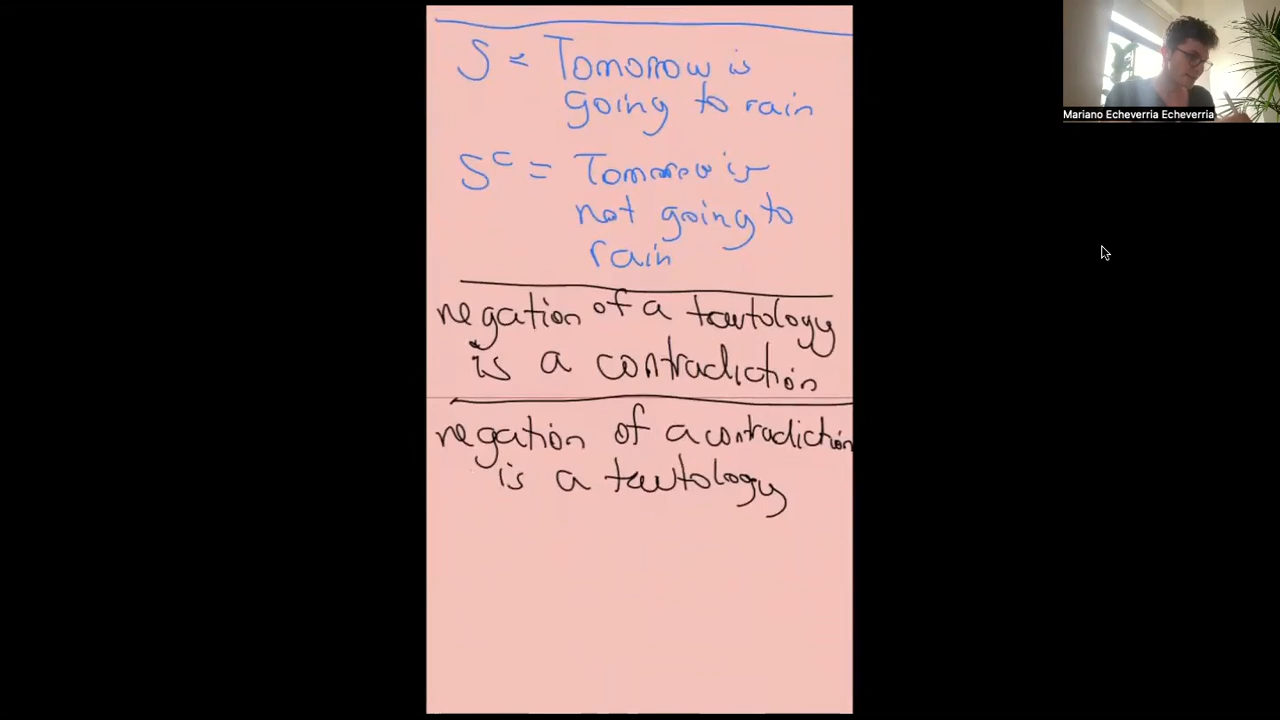 S = Tomorrow is
going to rain
Sᶜ = Tomorrow is
not going to
rain
negation of a tautology
is a contradiction
negation of a contradiction
is a tautology
Mariano Echeverria Echeverria